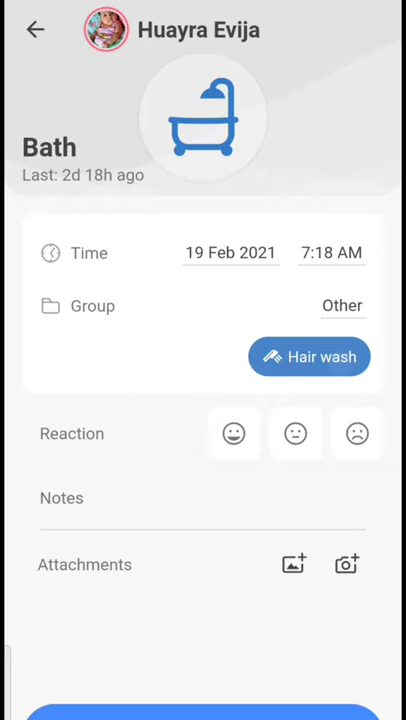 Huayra Evija
Bath
Last: 2d 18h ago
Time 19 Feb 2021 7:18 AM
Group Other
Hair wash
Reaction
Notes
Attachments